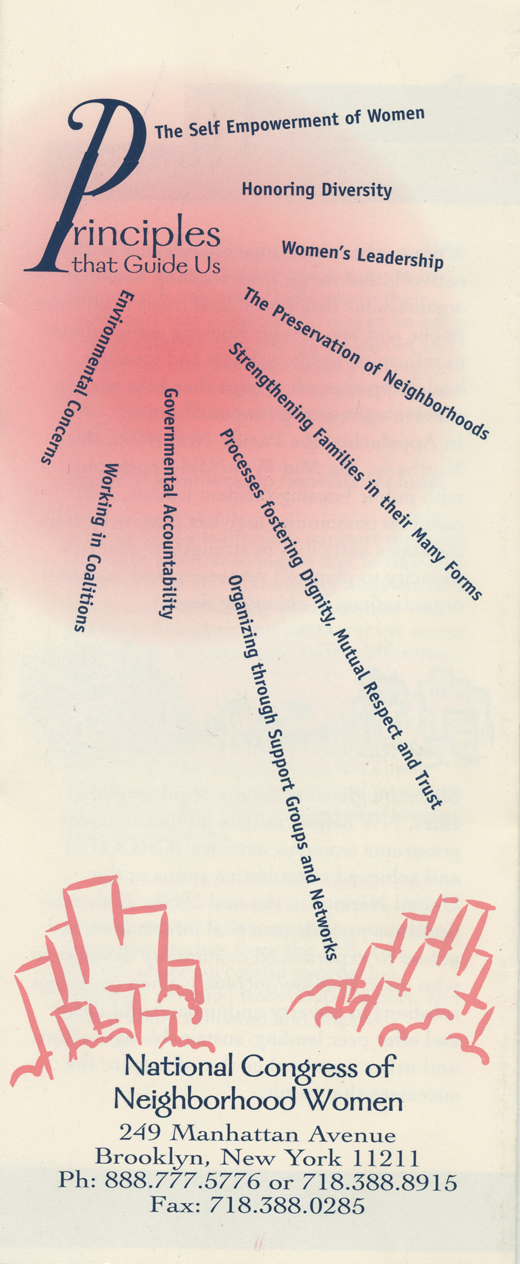 Principles
that Guide Us
The Self Empowerment of Women
Honoring Diversity
Women's Leadership
The Preservation of Neighborhoods
Strengthening Families in their Many Forms
Processes fostering Dignity, Mutual Respect and Trust
Organizing through Support Groups and Networks
Governmental Accountability
Working in Coalitions
Environmental Concerns
National Congress of
Neighborhood Women
249 Manhattan Avenue
Brooklyn, New York 11211
Ph: 888.777.5776 or 718.388.8915
Fax: 718.388.0285